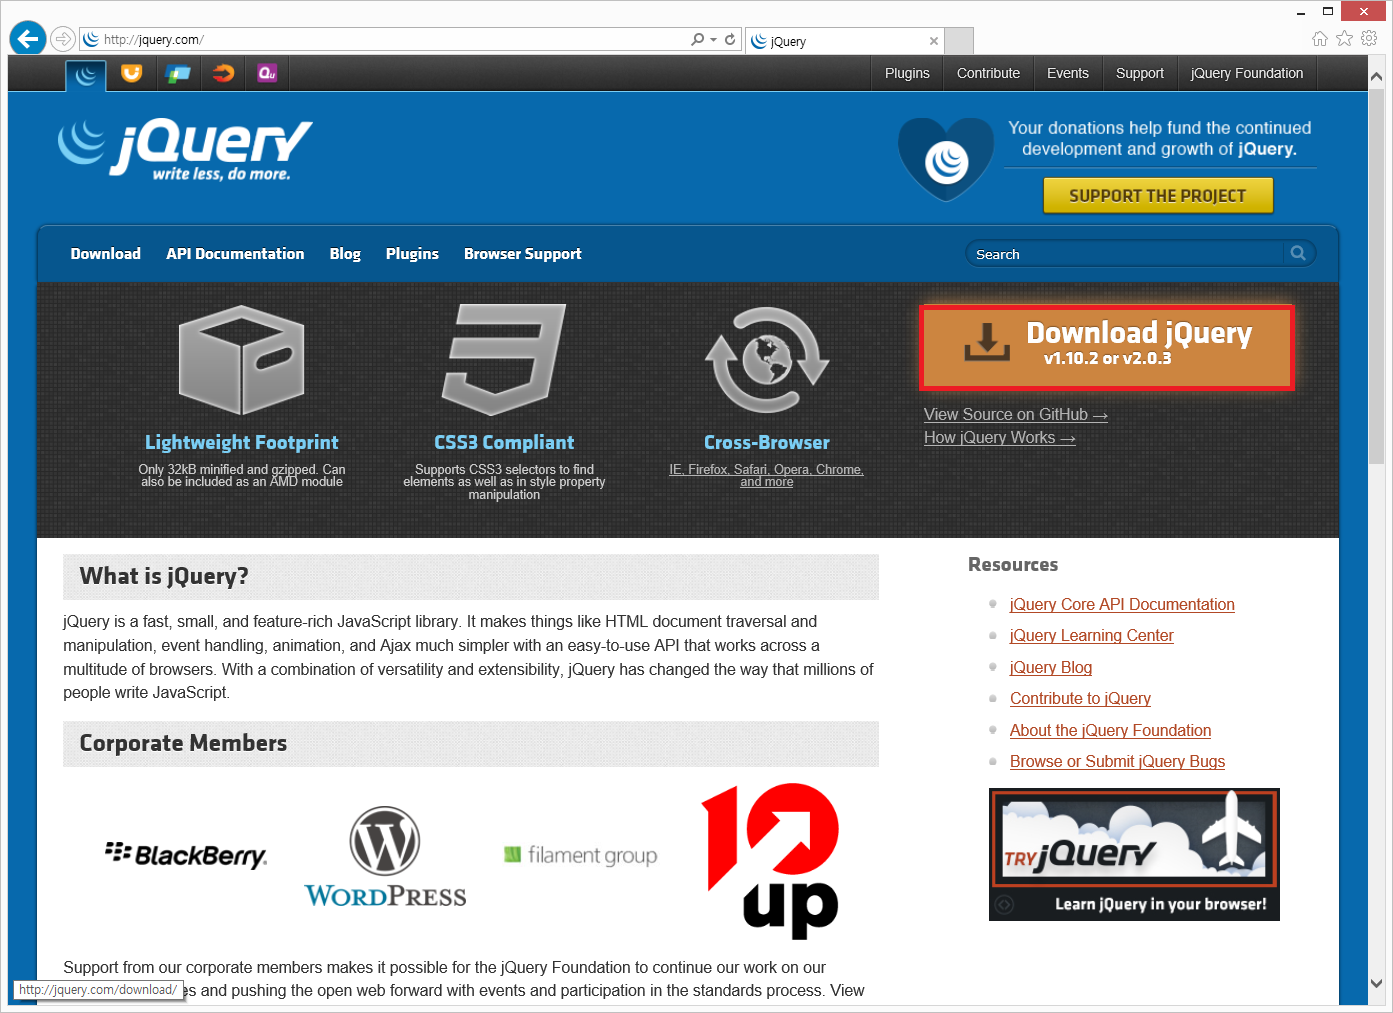 http://jquery.com/
jQuery
Plugins
Contribute
Events
Support
jQuery Foundation
Qu
jQuery
write less, do more.
Your donations help fund the continued
development and growth of jQuery.
SUPPORT THE PROJECT
Download
API Documentation
Blog
Plugins
Browser Support
Search
Lightweight Footprint
Only 32kB minified and gzipped. Can
also be included as an AMD module
CSS3 Compliant
Supports CSS3 selectors to find
elements as well as in style property
manipulation
Cross-Browser
IE, Firefox, Safari, Opera, Chrome,
and more
Download jQuery
v1.10.2 or v2.0.3
View Source on GitHub →
How jQuery Works →
What is jQuery?
jQuery is a fast, small, and feature-rich JavaScript library. It makes things like HTML document traversal and
manipulation, event handling, animation, and Ajax much simpler with an easy-to-use API that works across a
multitude of browsers. With a combination of versatility and extensibility, jQuery has changed the way that millions of
people write JavaScript.
Corporate Members
BlackBerry
WORDPRESS
filament group
10
up
Support from our corporate members makes it possible for the jQuery Foundation to continue our work on our
es and pushing the open web forward with events and participation in the standards process. View
http://jquery.com/download/
Resources
jQuery Core API Documentation
jQuery Learning Center
jQuery Blog
Contribute to jQuery
About the jQuery Foundation
Browse or Submit jQuery Bugs
TRY jQuery
Learn jQuery in your browser!